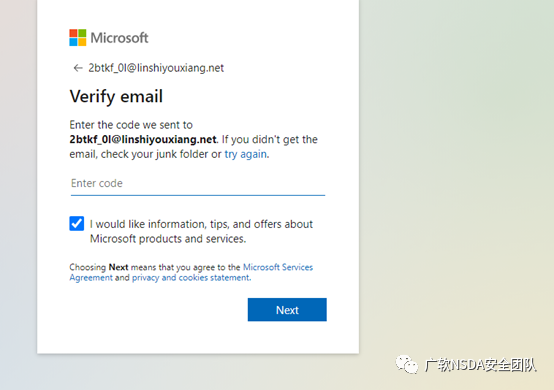 Microsoft
← 2btkf_0l@linshiyouxiang.net
Verify email
Enter the code we sent to
2btkf_0l@linshiyouxiang.net. If you didn't get the
email, check your junk folder or try again.
Enter code
I would like information, tips, and offers about
Microsoft products and services.
Choosing Next means that you agree to the Microsoft Services
Agreement and privacy and cookies statement.
Next
广软NSDA安全团队